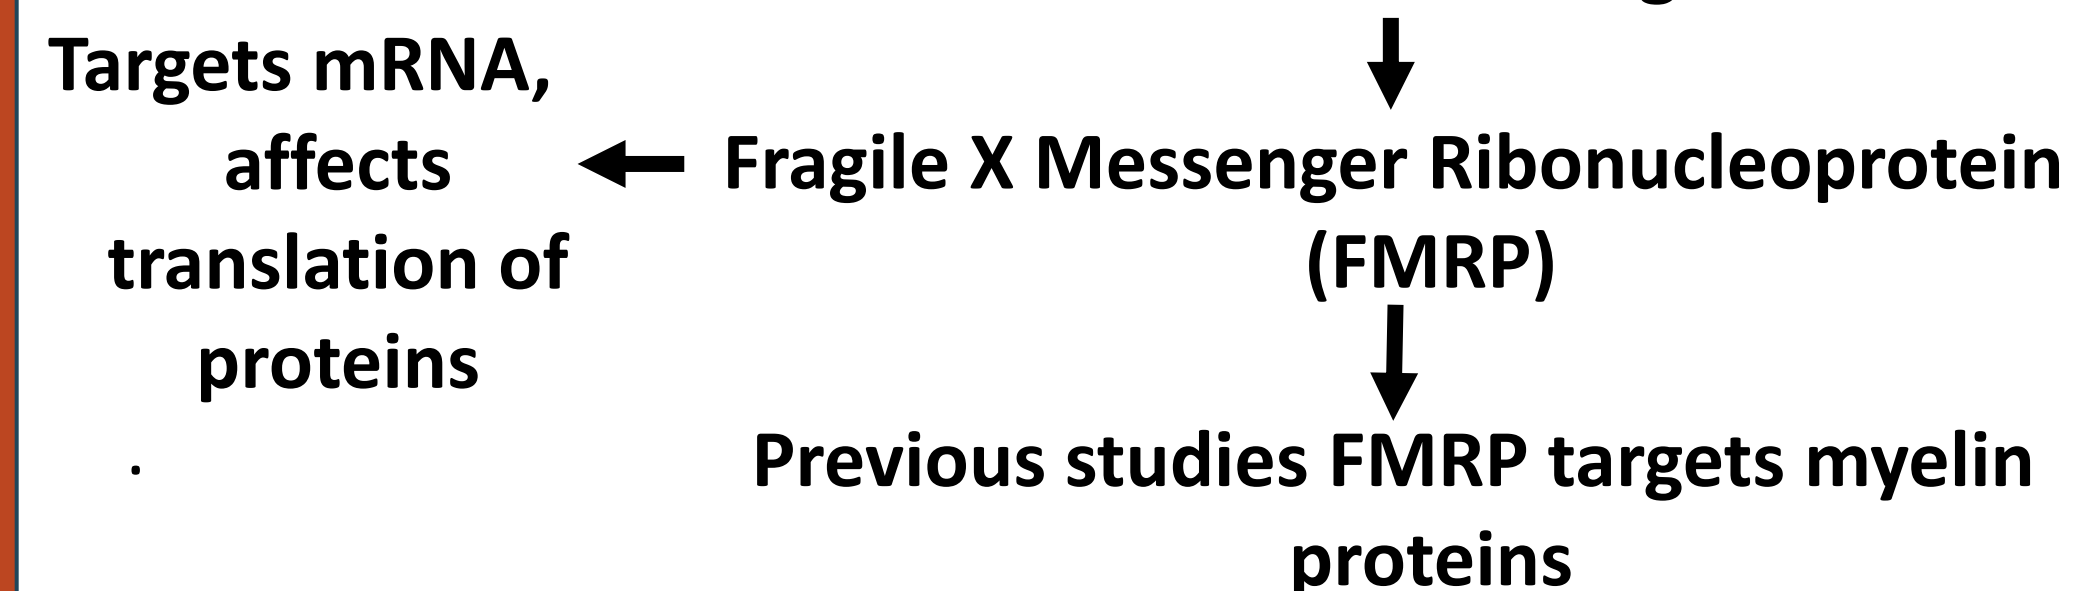 Targets mRNA,
affects
translation of
proteins
.
Fragile X Messenger Ribonucleoprotein
(FMRP)
Previous studies FMRP targets myelin
proteins